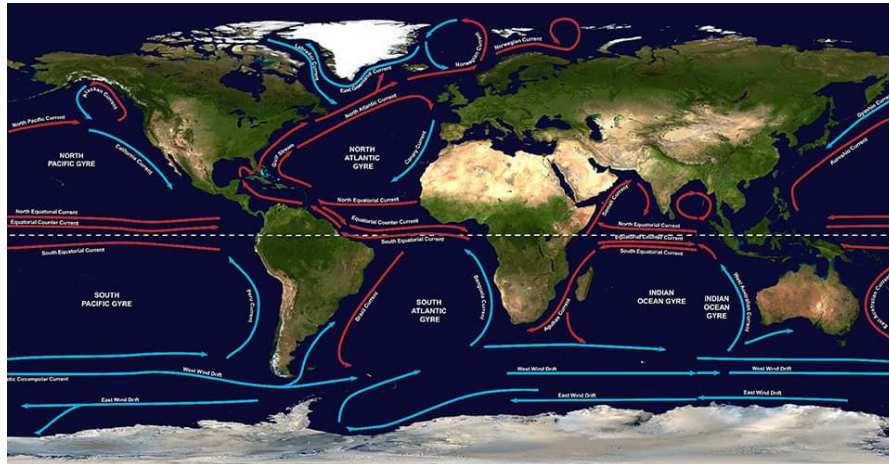 Labrador Current
East Greenland Current
Norwegian Current
Norwegian Current
Alaskan Current
North Pacific Current
California Current
NORTH
PACIFIC GYRE
Gulf Stream
North Atlantic Current
NORTH
ATLANTIC
GYRE
Canary Current
Oyashio Current
Kuroshio Current
North Equatorial Current
Equatorial Counter Current
South Equatorial Current
North Equatorial Current
Equatorial Counter Current
South Equatorial Current
Somali Current
North Equatorial Current
Equatorial Counter Current
South Equatorial Current
SOUTH
PACIFIC GYRE
Peru Current
Brazil Current
SOUTH
ATLANTIC
GYRE
Benguela Current
Agulhas Current
INDIAN
OCEAN GYRE
INDIAN
OCEAN
GYRE
West Australian Current
East Australian Current
West Wind Drift
West Wind Drift
West Wind Drift
tic Circumpolar Current
East Wind Drift
East Wind Drift
East Wind Drift